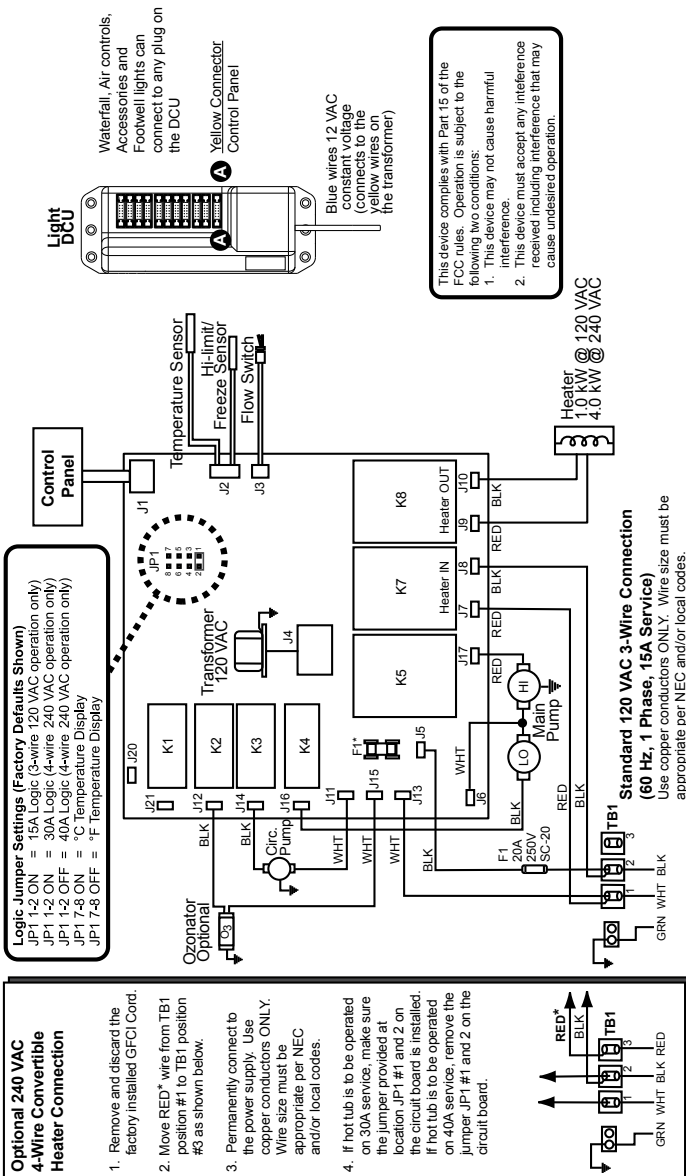 Optional 240 VAC
4-Wire Convertible
Heater Connection
1. Remove and discard the
factory installed GFCI Cord.
2. Move RED* wire from TB1
position #1 to TB1 position
#3 as shown below.
3. Permanently connect to
the power supply. Use
copper conductors ONLY.
Wire size must be
appropriate per NEC
and/or local codes.
4. If hot tub is to be operated
on 30A service, make sure
the jumper provided at
location JP1 #1 and 2 on
the circuit board is installed.
If hot tub is to be operated
on 40A service, remove the
jumper JP1 #1 and 2 on the
circuit board.
RED*
BLK
TB1
1
2
3
GRN WHT BLK RED
Logic Jumper Settings (Factory Defaults Shown)
JP1 1-2 ON = 15A Logic (3-wire 120 VAC operation only)
JP1 1-2 ON = 30A Logic (4-wire 240 VAC operation only)
JP1 1-2 OFF = 40A Logic (4-wire 240 VAC operation only)
JP1 7-8 ON = °C Temperature Display
JP1 7-8 OFF = °F Temperature Display
Control
Panel
J1
JP1
8 7
6 5
4 3
2 1
Temperature Sensor
Hi-limit/
Freeze Sensor
Flow Switch
J2
J3
Transformer
120 VAC
J4
J20
J21
K1
J12
K2
J14
K3
J16
K4
BLK
BLK
Ozonator
Optional
O3
Circ.
Pump
J11
J15
J13
WHT
WHT
WHT
F1*
J5
BLK
K5
K7
K8
Heater IN
Heater OUT
J17
J7
J8
J9
J10
RED
RED
BLK
RED
BLK
J6
WHT
LO
HI
Main
Pump
BLK
RED
BLK
F1
20A
250V
SC-20
Heater
1.0 kW @ 120 VAC
4.0 kW @ 240 VAC
TB1
1
2
3
GRN WHT BLK
Standard 120 VAC 3-Wire Connection
(60 Hz, 1 Phase, 15A Service)
Use copper conductors ONLY. Wire size must be
appropriate per NEC and/or local codes.
Light
DCU
Waterfall, Air controls,
Accessories and
Footwell lights can
connect to any plug on
the DCU
A
A
Yellow Connector
Control Panel
Blue wires 12 VAC
constant voltage
(connects to the
yellow wires on
the transformer)
This device complies with Part 15 of the
FCC rules. Operation is subject to the
following two conditions:
1. This device may not cause harmful
interference.
2. This device must accept any inteference
received including interference that may
cause undesired operation.